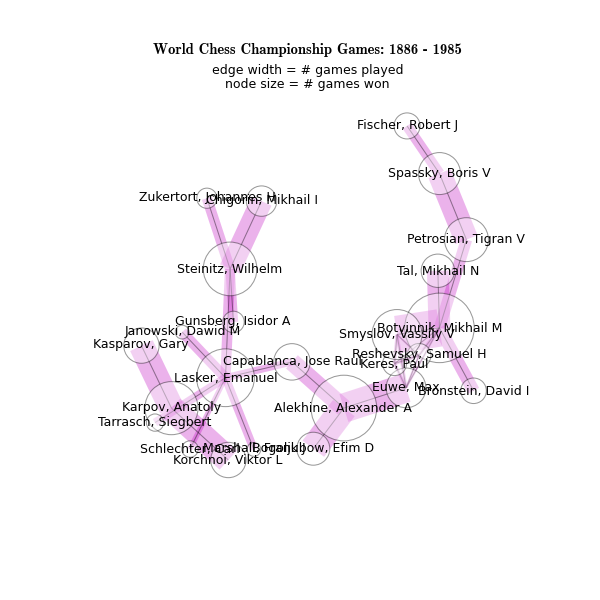 World Chess Championship Games: 1886 - 1985
edge width = # games played
node size = # games won
Fischer, Robert J
Spassky, Boris V
Zukertort, Johannes H
Chigorin, Mikhail I
Petrosian, Tigran V
Steinitz, Wilhelm
Tal, Mikhail N
Gunsberg, Isidor A
Botvinnik, Mikhail M
Janowski, Dawid M
Smyslov, Vassily V
Kasparov, Gary
Reshevsky, Samuel H
Capablanca, Jose Raul
Keres, Paul
Lasker, Emanuel
Euwe, Max
Bronstein, David I
Karpov, Anatoly
Alekhine, Alexander A
Tarrasch, Siegbert
Schlechter, Carl
Marshall, Frank J
Bogoljubow, Efim D
Korchnoi, Viktor L